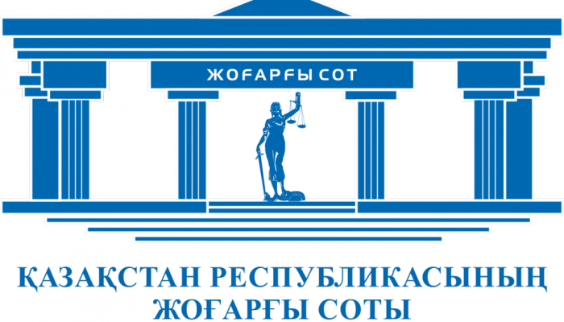 ЖОҒАРҒЫ СОТ
ҚАЗАҚСТАН РЕСПУБЛИКАСЫНЫҢ
ЖОҒАРҒЫ СОТЫ